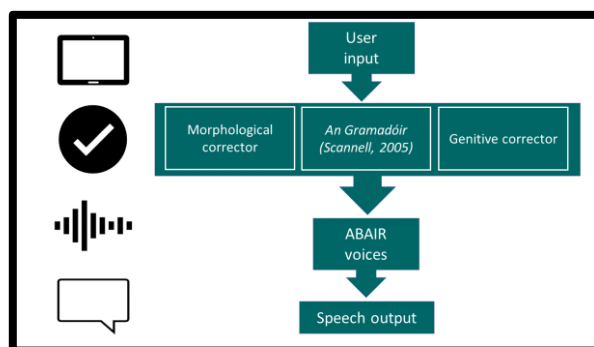 User
input
Morphological
corrector
An Gramadóir
(Scannell, 2005)
Genitive corrector
ABAIR
voices
Speech output